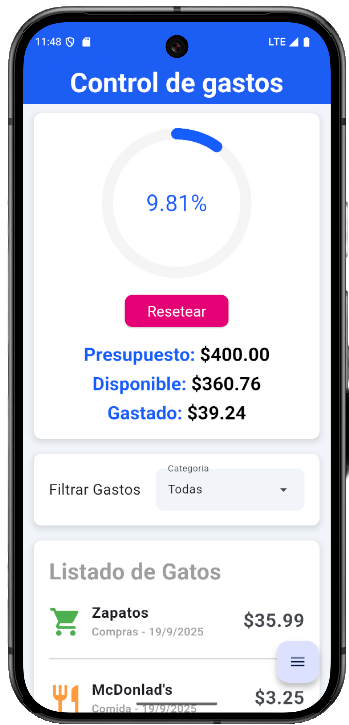 11:48 LTE
Control de gastos
9.81%
Resetear
Presupuesto: $400.00
Disponible: $360.76
Gastado: $39.24
Categoria
Filtrar Gastos Todas
Listado de Gatos
Zapatos
$35.99
Compras - 19/9/2025
McDonlad's
$3.25
Comida - 19/9/2025